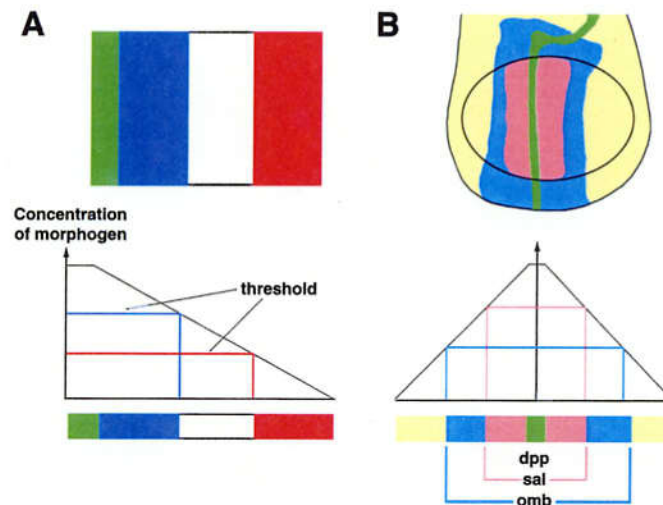 A
B
Concentration
of morphogen
threshold
dpp
sal
omb